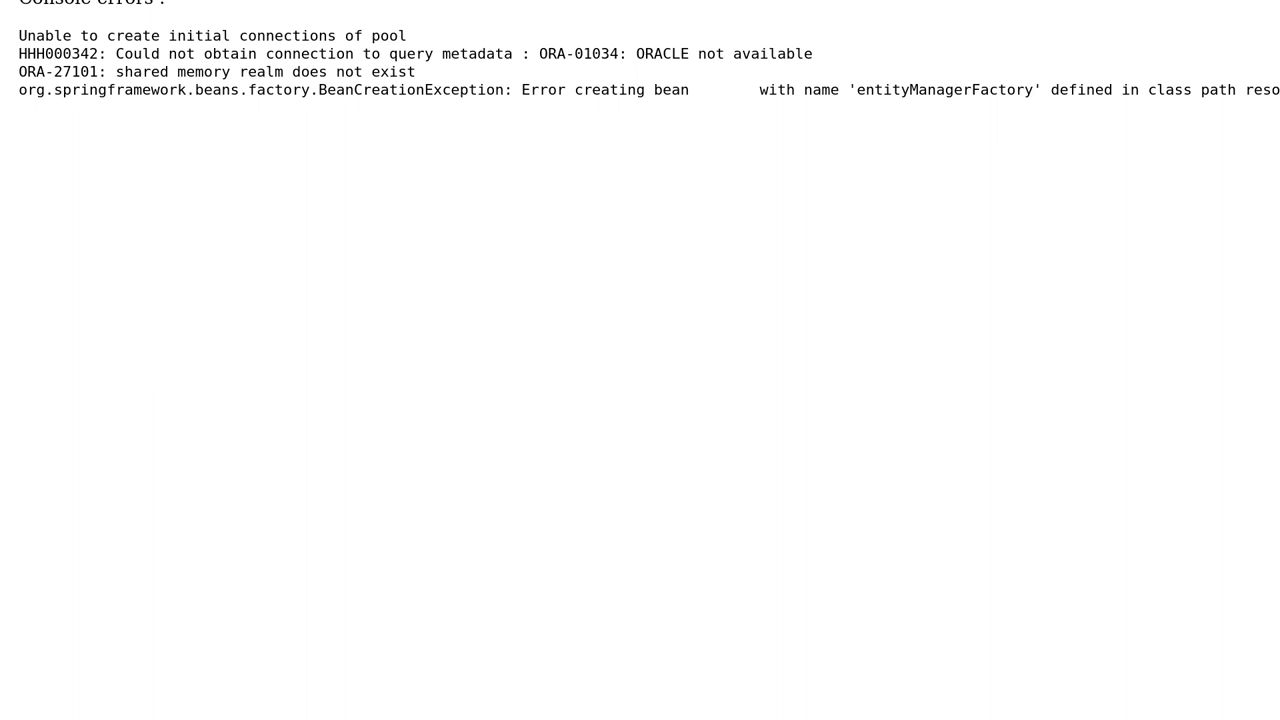 Console errors :
Unable to create initial connections of pool
HHH000342: Could not obtain connection to query metadata : ORA-01034: ORACLE not available
ORA-27101: shared memory realm does not exist
org.springframework.beans.factory.BeanCreationException: Error creating bean        with name 'entityManagerFactory' defined in class path reso